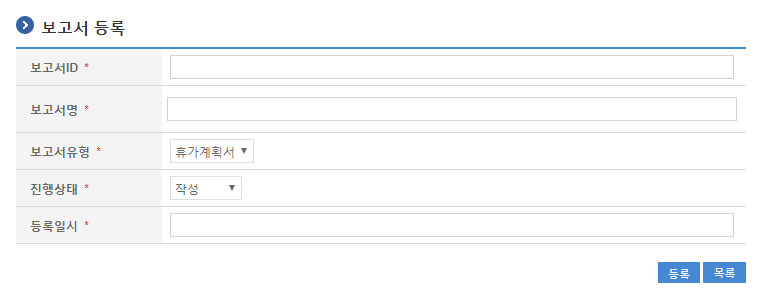 보고서 등록
보고서ID *
보고서명 *
보고서유형 * 휴가계획서
진행상태 * 작성
등록일시 *
등록 목록